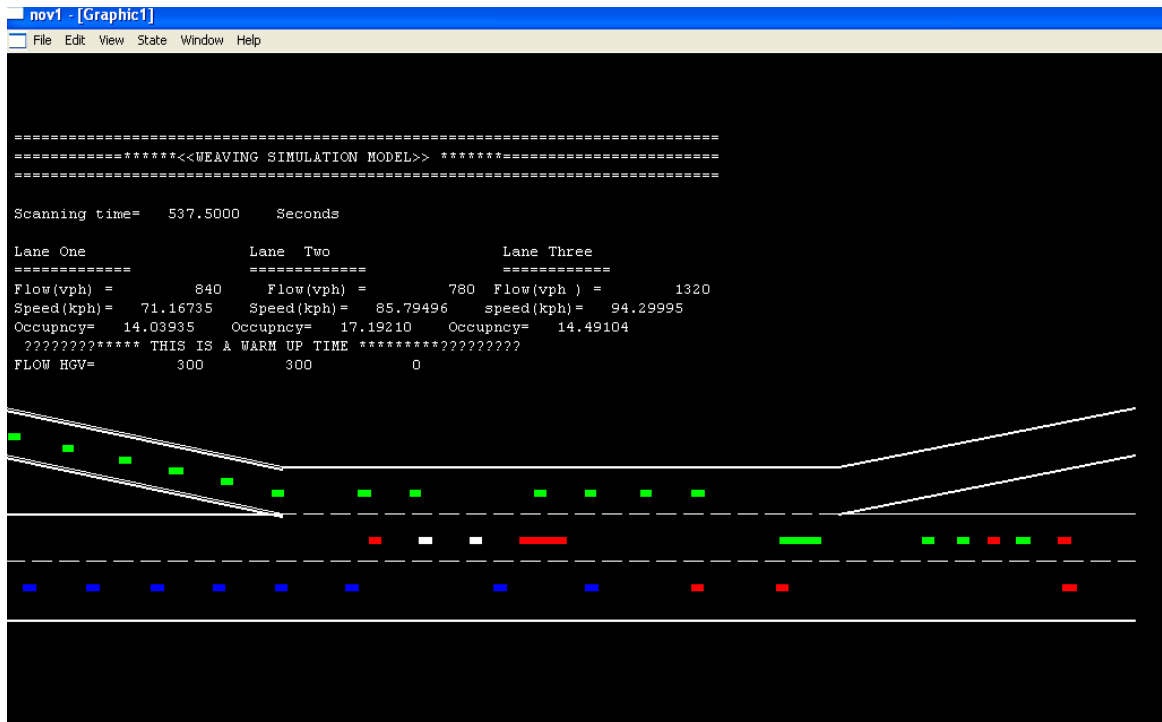 nov1 - [Graphic1]
File Edit View State Window Help
==============================================================================
============******<<WEAVING SIMULATION MODEL>> *******========================
==============================================================================
Scanning time= 537.5000 Seconds
Lane One Lane Two Lane Three
============= ============= ============
Flow(vph) = 840 Flow(vph) = 780 Flow(vph ) = 1320
Speed(kph)= 71.16735 Speed(kph)= 85.79496 speed(kph)= 94.29995
Occupncy= 14.03935 Occupncy= 17.19210 Occupncy= 14.49104
????????***** THIS IS A WARM UP TIME *********?????????
FLOW HGV= 300 300 0